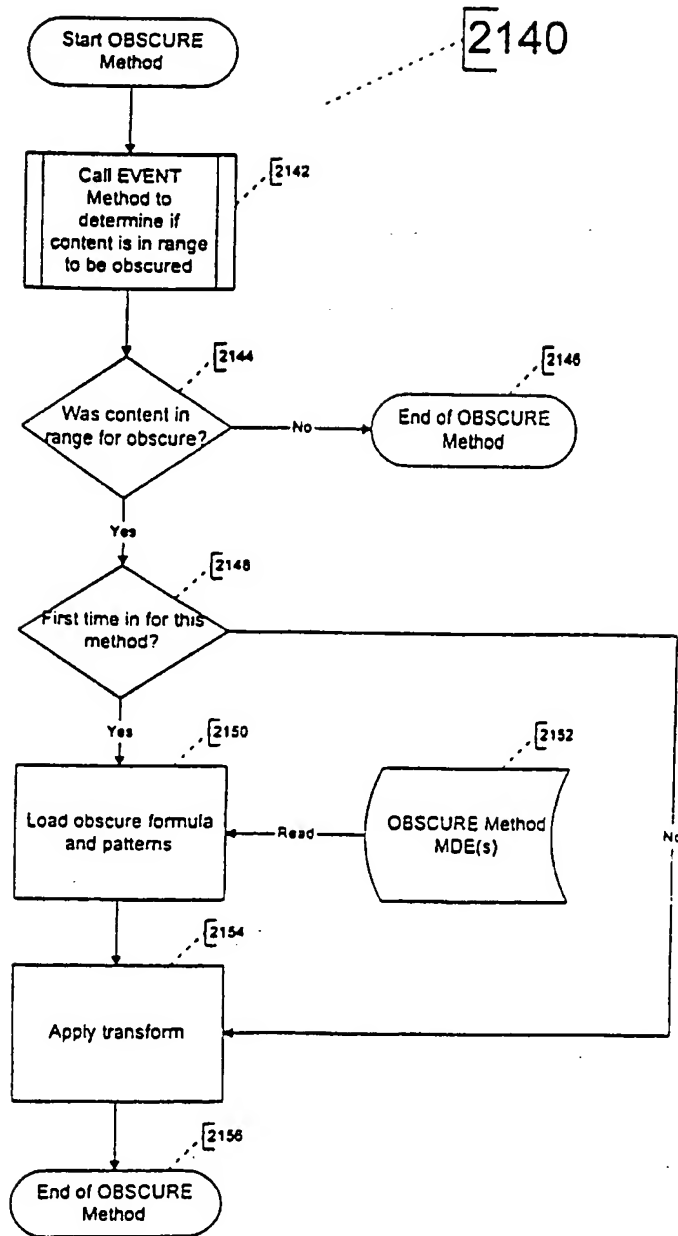 Start OBSCURE
Method
2140
Call EVENT
Method to
determine if
content is in range
to be obscured
2142
2144
Was content in
range for obscure?
No
2146
End of OBSCURE
Method
Yes
2148
First time in for this
method?
Yes
2150
2152
Load obscure formula
and patterns
Read
OBSCURE Method
MDE(s)
No
2154
Apply transform
2156
End of OBSCURE
Method